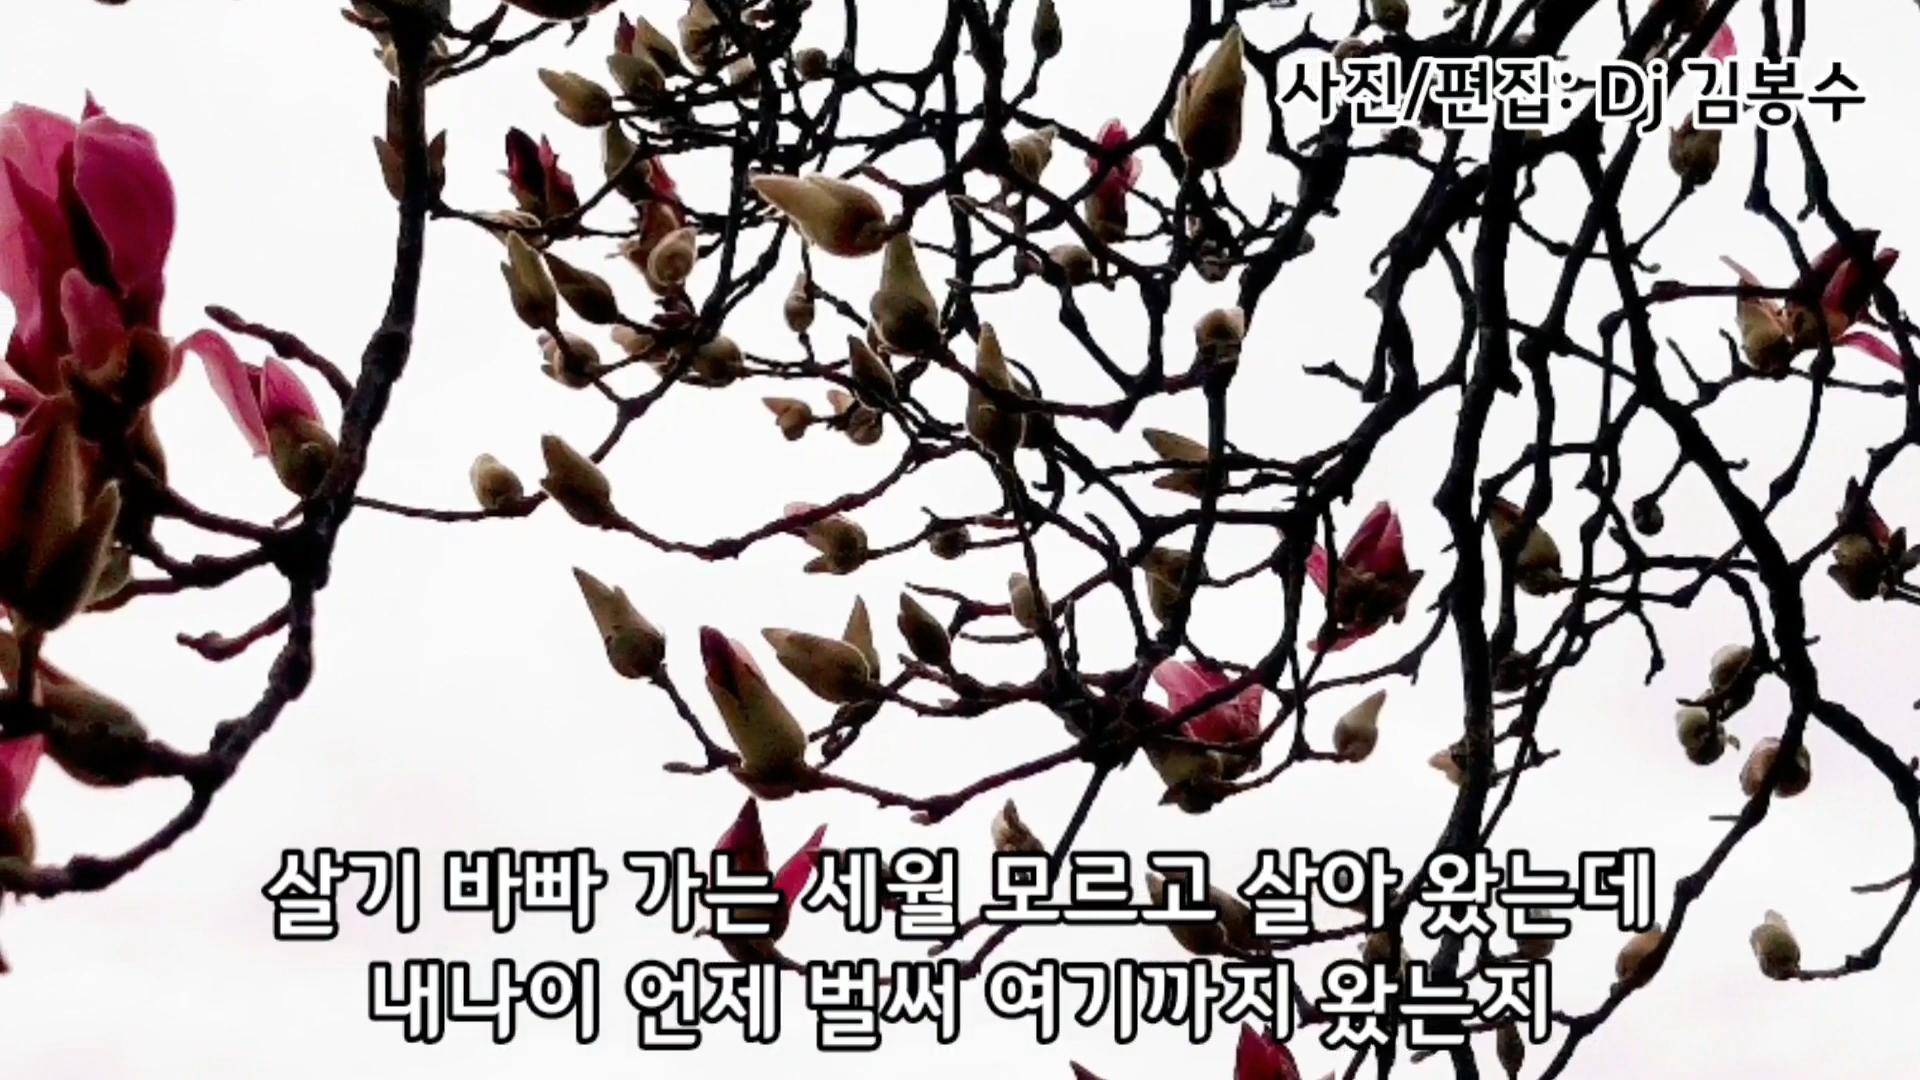 사진/편집: Dj 김봉수
살기 바빠 가는 세월 모르고 살아 왔는데
내나이 언제 벌써 여기까지 왔는지